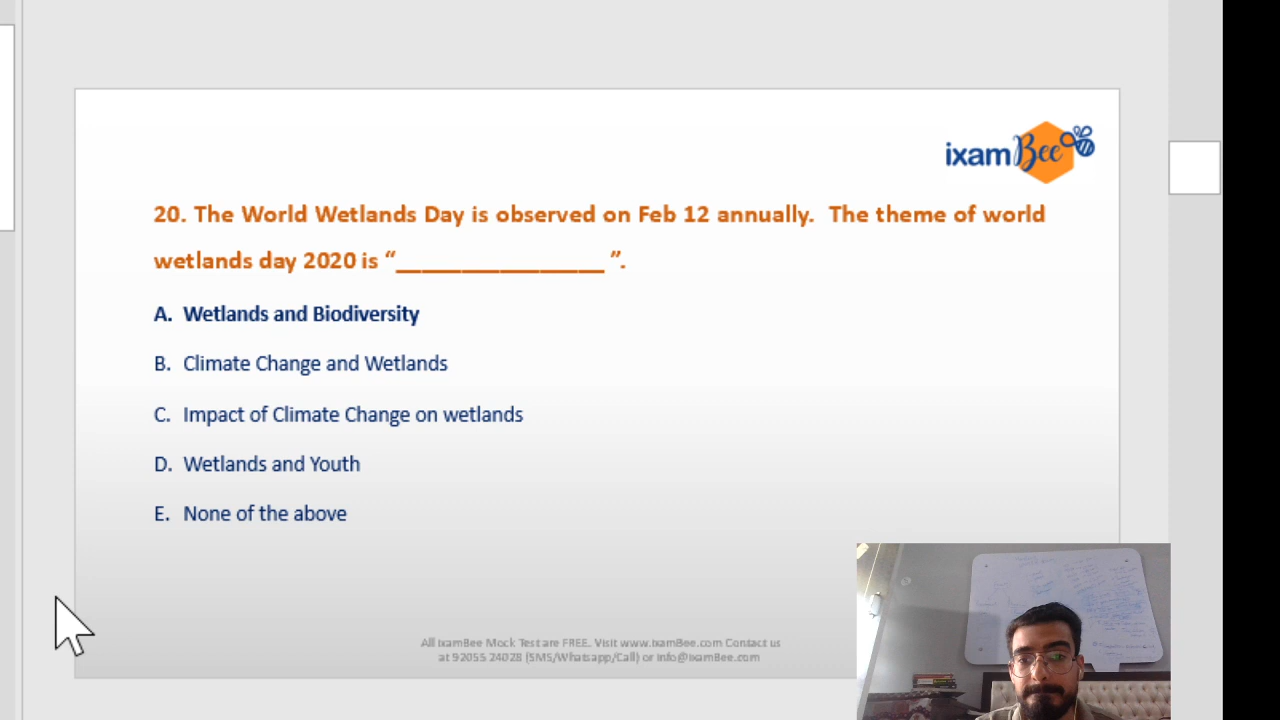 ixamBee
20. The World Wetlands Day is observed on Feb 12 annually. The theme of world
wetlands day 2020 is “________________ ”.
A. Wetlands and Biodiversity
B. Climate Change and Wetlands
C. Impact of Climate Change on wetlands
D. Wetlands and Youth
E. None of the above
All ixamBee Mock Test are FREE. Visit www.ixamBee.com Contact us
at 92055 24028 (SMS/Whatsapp/Call) or info@ixamBee.com